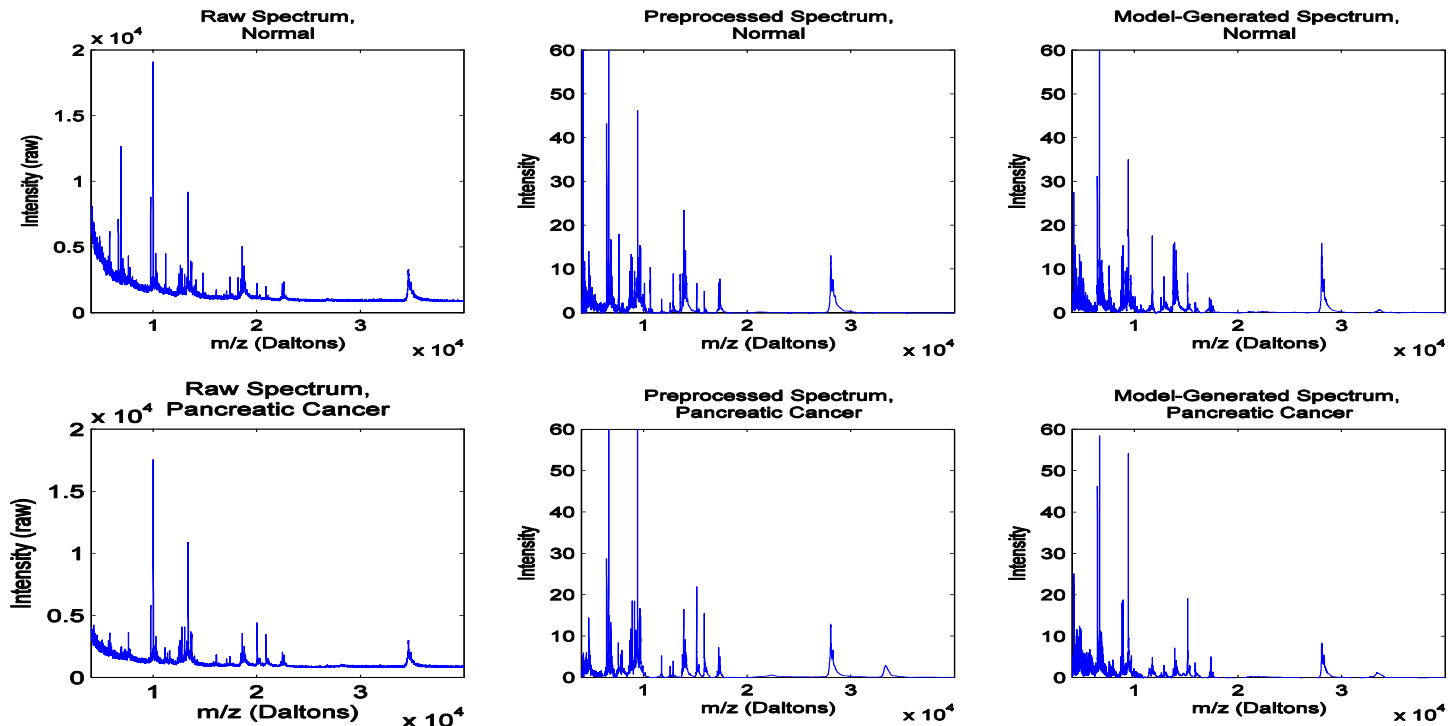 Raw Spectrum,
Normal
x 10^4
2
1.5
1
0.5
0
Intensity (raw)
1 2 3
m/z (Daltons)
x 10^4
Preprocessed Spectrum,
Normal
60
50
40
30
20
10
0
Intensity
1 2 3
m/z (Daltons)
x 10^4
Model-Generated Spectrum,
Normal
60
50
40
30
20
10
0
Intensity
1 2 3
m/z (Daltons)
x 10^4
Raw Spectrum,
Pancreatic Cancer
x 10^4
2
1.5
1
0.5
0
Intensity (raw)
1 2 3
m/z (Daltons)
x 10^4
Preprocessed Spectrum,
Pancreatic Cancer
60
50
40
30
20
10
0
Intensity
1 2 3
m/z (Daltons)
x 10^4
Model-Generated Spectrum,
Pancreatic Cancer
60
50
40
30
20
10
0
Intensity
1 2 3
m/z (Daltons)
x 10^4